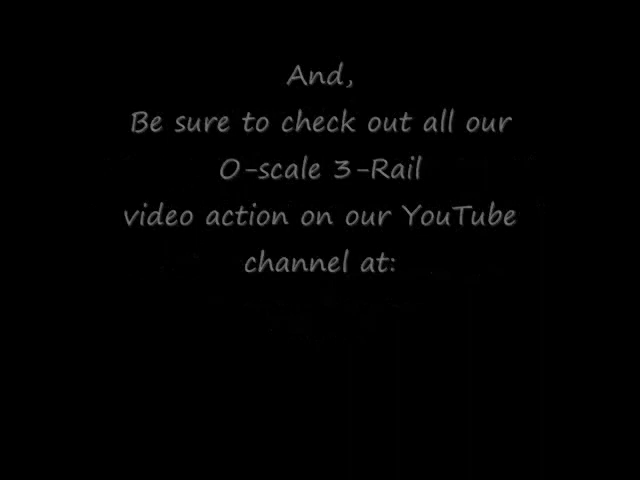 And,
Be sure to check out all our
O-scale 3-Rail
video action on our YouTube
channel at: